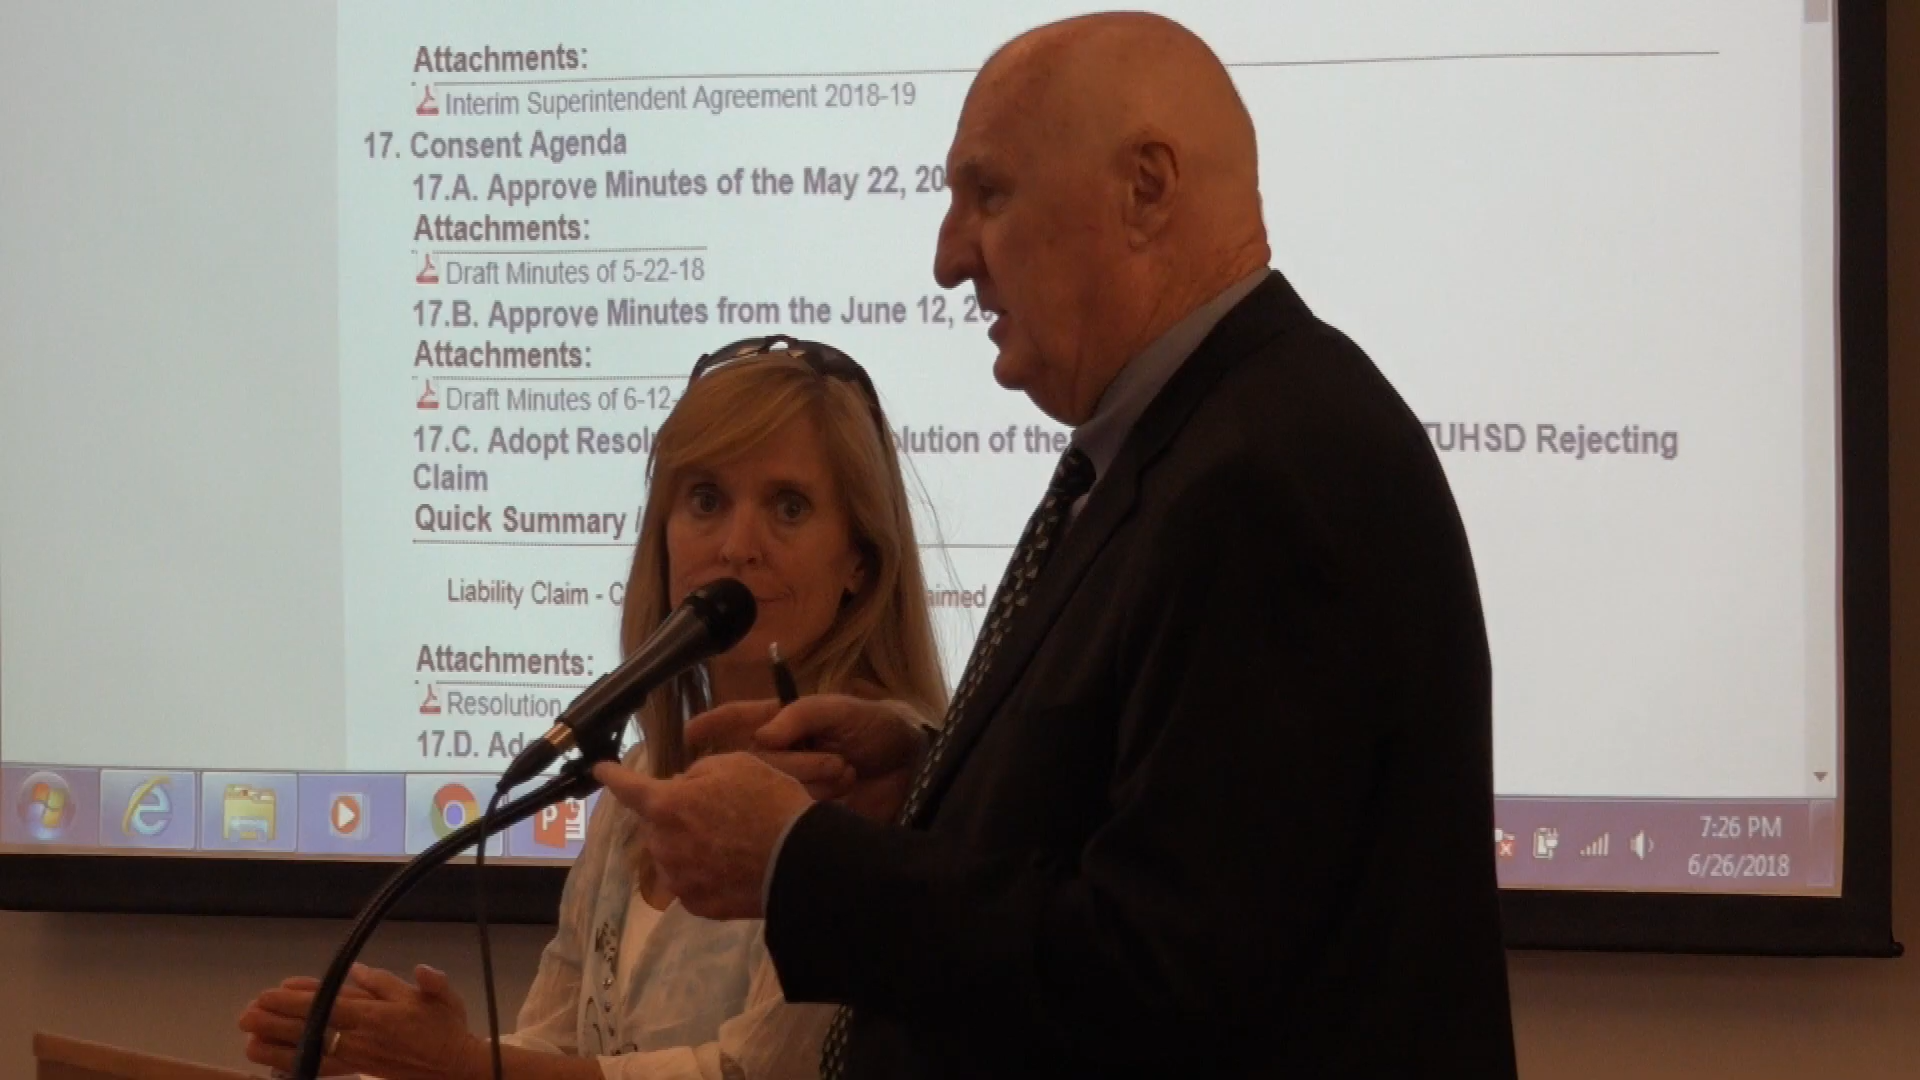 Attachments:
Interim Superintendent Agreement 2018-19
17. Consent Agenda
17.A. Approve Minutes of the May 22, 20
Attachments:
Draft Minutes of 5-22-18
17.B. Approve Minutes from the June 12, 20
Attachments:
Draft Minutes of 6-12-
17.C. Adopt Resol lution of the TUHSD Rejecting
Claim
Quick Summary /
Liability Claim - C aimed
Attachments:
Resolution
17.D. Ad
7:26 PM
6/26/2018